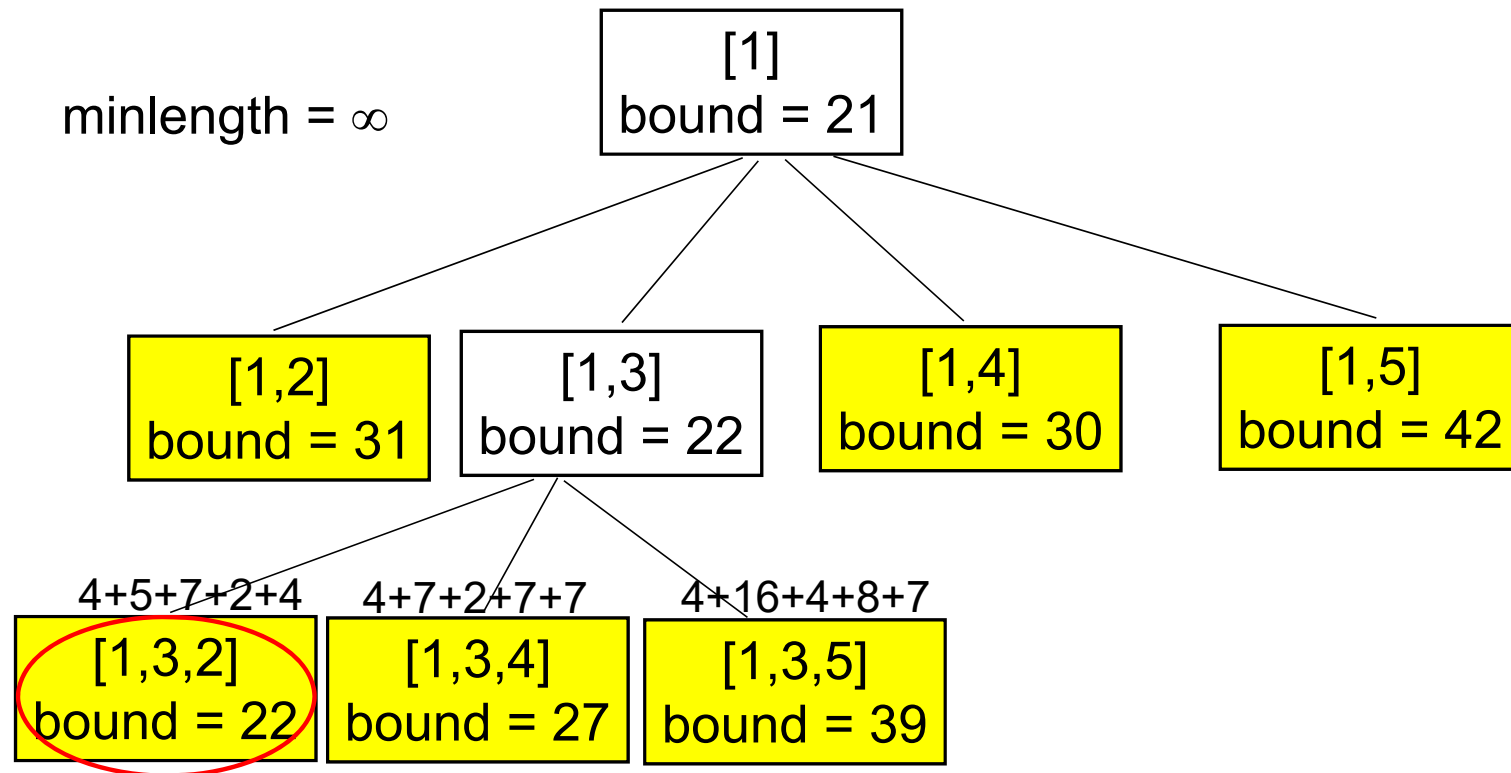 [1]
bound = 21
minlength = ∞
[1,2]
bound = 31
[1,3]
bound = 22
[1,4]
bound = 30
[1,5]
bound = 42
4+5+7+2+4
4+7+2+7+7
4+16+4+8+7
[1,3,2]
bound = 22
[1,3,4]
bound = 27
[1,3,5]
bound = 39